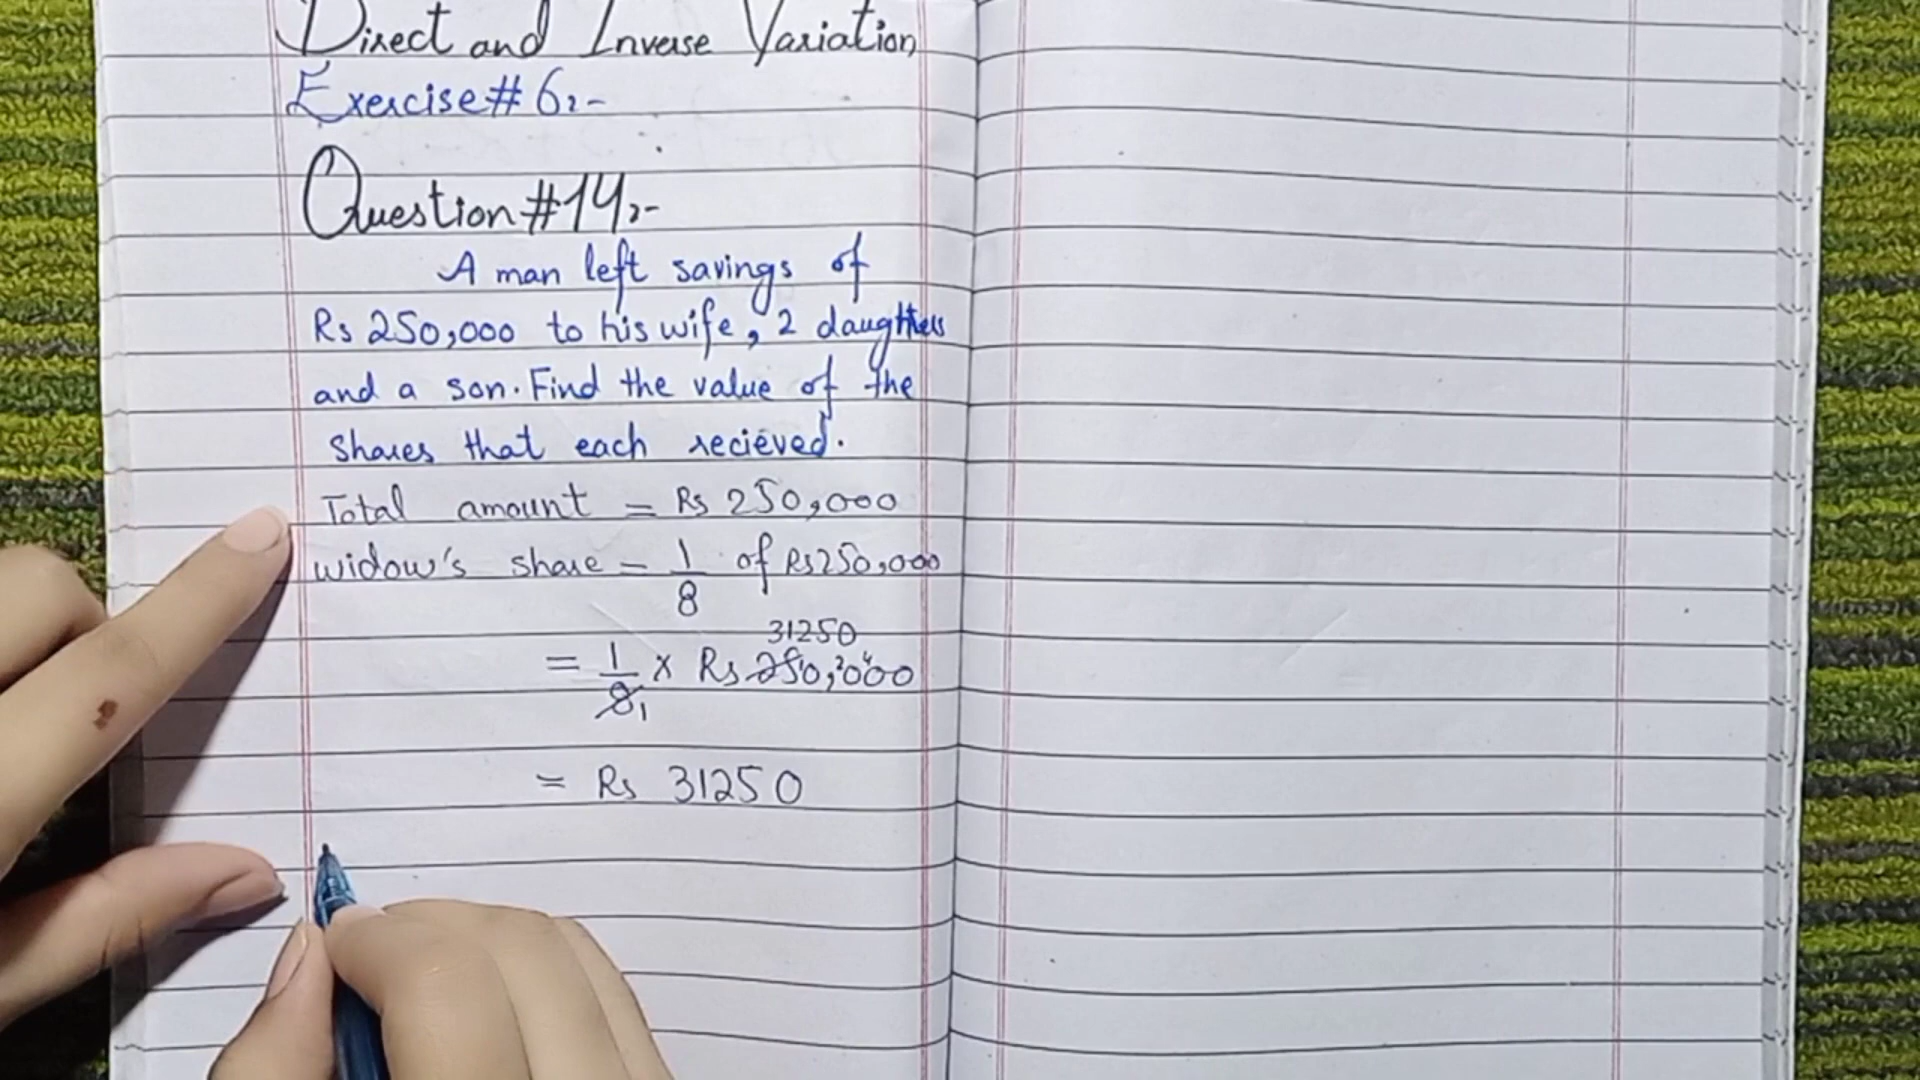 Direct and Inverse Variation
Exercise# 6:-
Question #14:-
A man left savings of
Rs 250,000 to his wife, 2 daugthers
and a son. Find the value of the
shares that each recieved.
Total amount = Rs 250,000
widow's share = 1/8 of Rs250,000
31250
= 1/8 1 x Rs 250,000
= Rs 31250